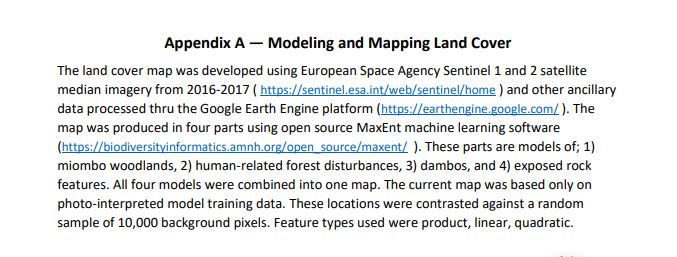 Appendix A — Modeling and Mapping Land Cover
The land cover map was developed using European Space Agency Sentinel 1 and 2 satellite
median imagery from 2016-2017 ( https://sentinel.esa.int/web/sentinel/home ) and other ancillary
data processed thru the Google Earth Engine platform (https://earthengine.google.com/ ). The
map was produced in four parts using open source MaxEnt machine learning software
(https://biodiversityinformatics.amnh.org/open_source/maxent/  ). These parts are models of; 1)
miombo woodlands, 2) human-related forest disturbances, 3) dambos, and 4) exposed rock
features. All four models were combined into one map. The current map was based only on
photo-interpreted model training data. These locations were contrasted against a random
sample of 10,000 background pixels. Feature types used were product, linear, quadratic.